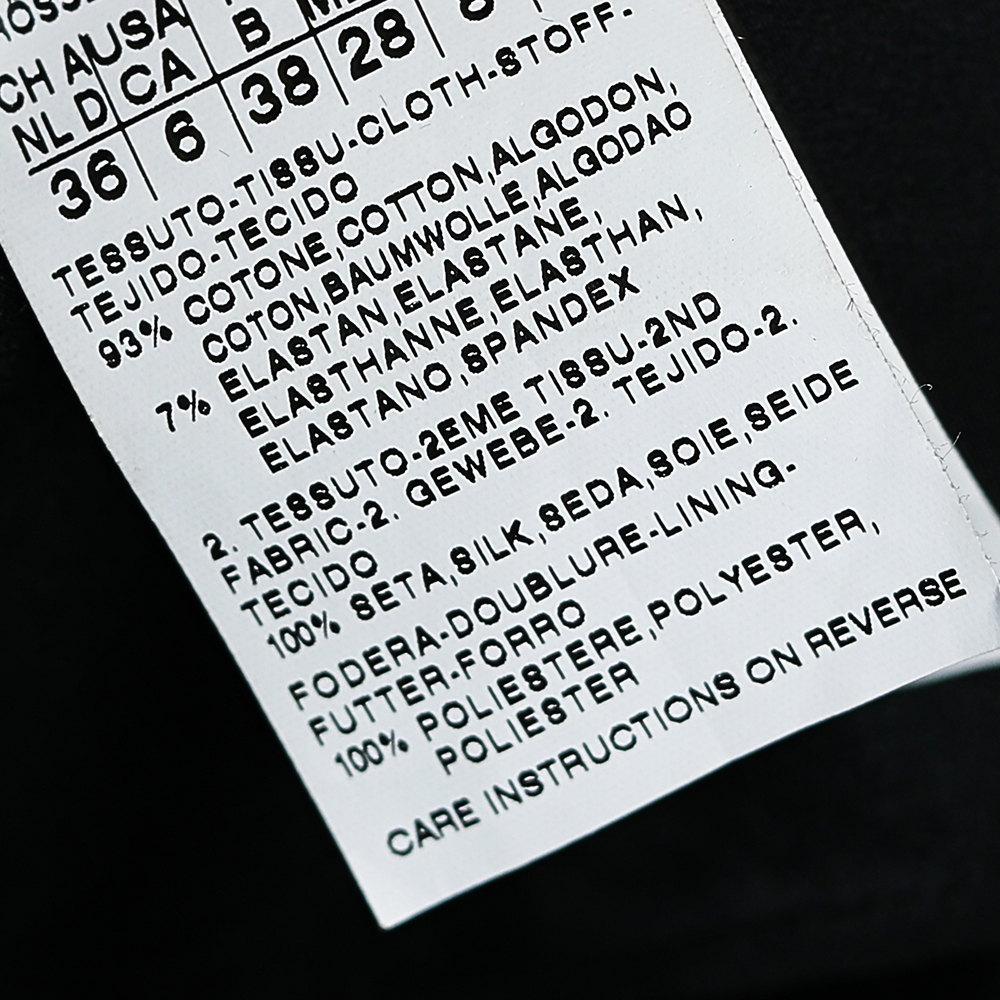 CH A USA
NL D CA B
36 6 38 28
TESSUTO-TISSU-CLOTH-STOFF-
TEJIDO-TECIDO
93% COTONE,COTTON,ALGODON,
COTON,BAUMWOLLE,ALGODAO
7% ELASTAN,ELASTANE,
ELASTHANNE,ELASTHAN,
ELASTANO,SPANDEX
2. TESSUTO-2EME TISSU-2ND
FABRIC-2. GEWEBE-2. TEJIDO-2.
TECIDO
100% SETA,SILK,SEDA,SOIE,SEIDE
FODERA-DOUBLURE-LINING-
FUTTER-FORRO
100% POLIESTERE,POLYESTER,
POLIESTER
CARE INSTRUCTIONS ON REVERSE